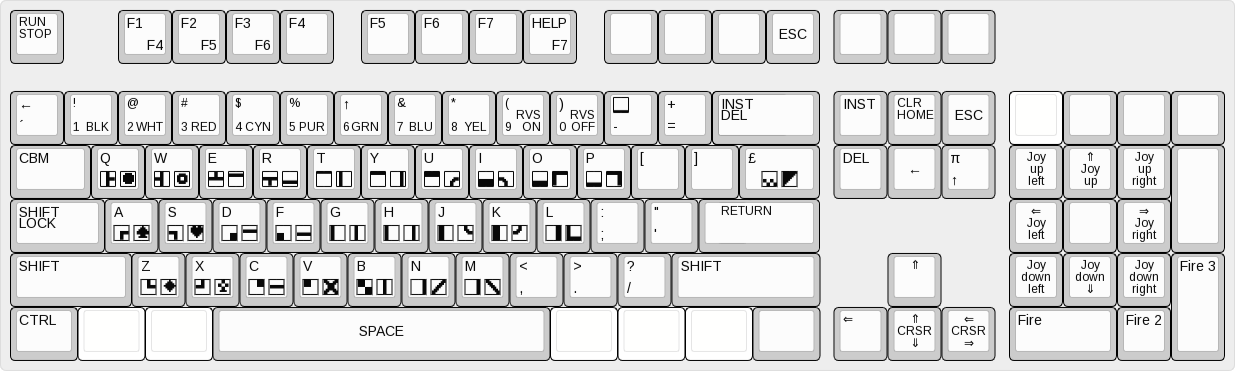 RUN
STOP
F1
F4
F2
F5
F3
F6
F4
F5
F6
F7
HELP
F7
ESC
←
´
!
1 BLK
@
2 WHT
#
3 RED
$
4 CYN
%
5 PUR
↑
6 GRN
&
7 BLU
*
8 YEL
(
RVS
9 ON
)
RVS
0 OFF
-
+
=
INST
DEL
INST
CLR
HOME
ESC
CBM
Q
W
E
R
T
Y
U
I
O
P
[
]
£
DEL
←
π
↑
Joy
up
left
⇑
Joy
up
Joy
up
right
SHIFT
LOCK
A
S
D
F
G
H
J
K
L
:
;
"
'
RETURN
⇐
Joy
left
⇒
Joy
right
SHIFT
Z
X
C
V
B
N
M
<
,
>
.
?
/
SHIFT
⇑
Joy
down
left
Joy
down
⇓
Joy
down
right
Fire 3
CTRL
SPACE
⇐
⇑
CRSR
⇓
⇐
CRSR
⇒
Fire
Fire 2